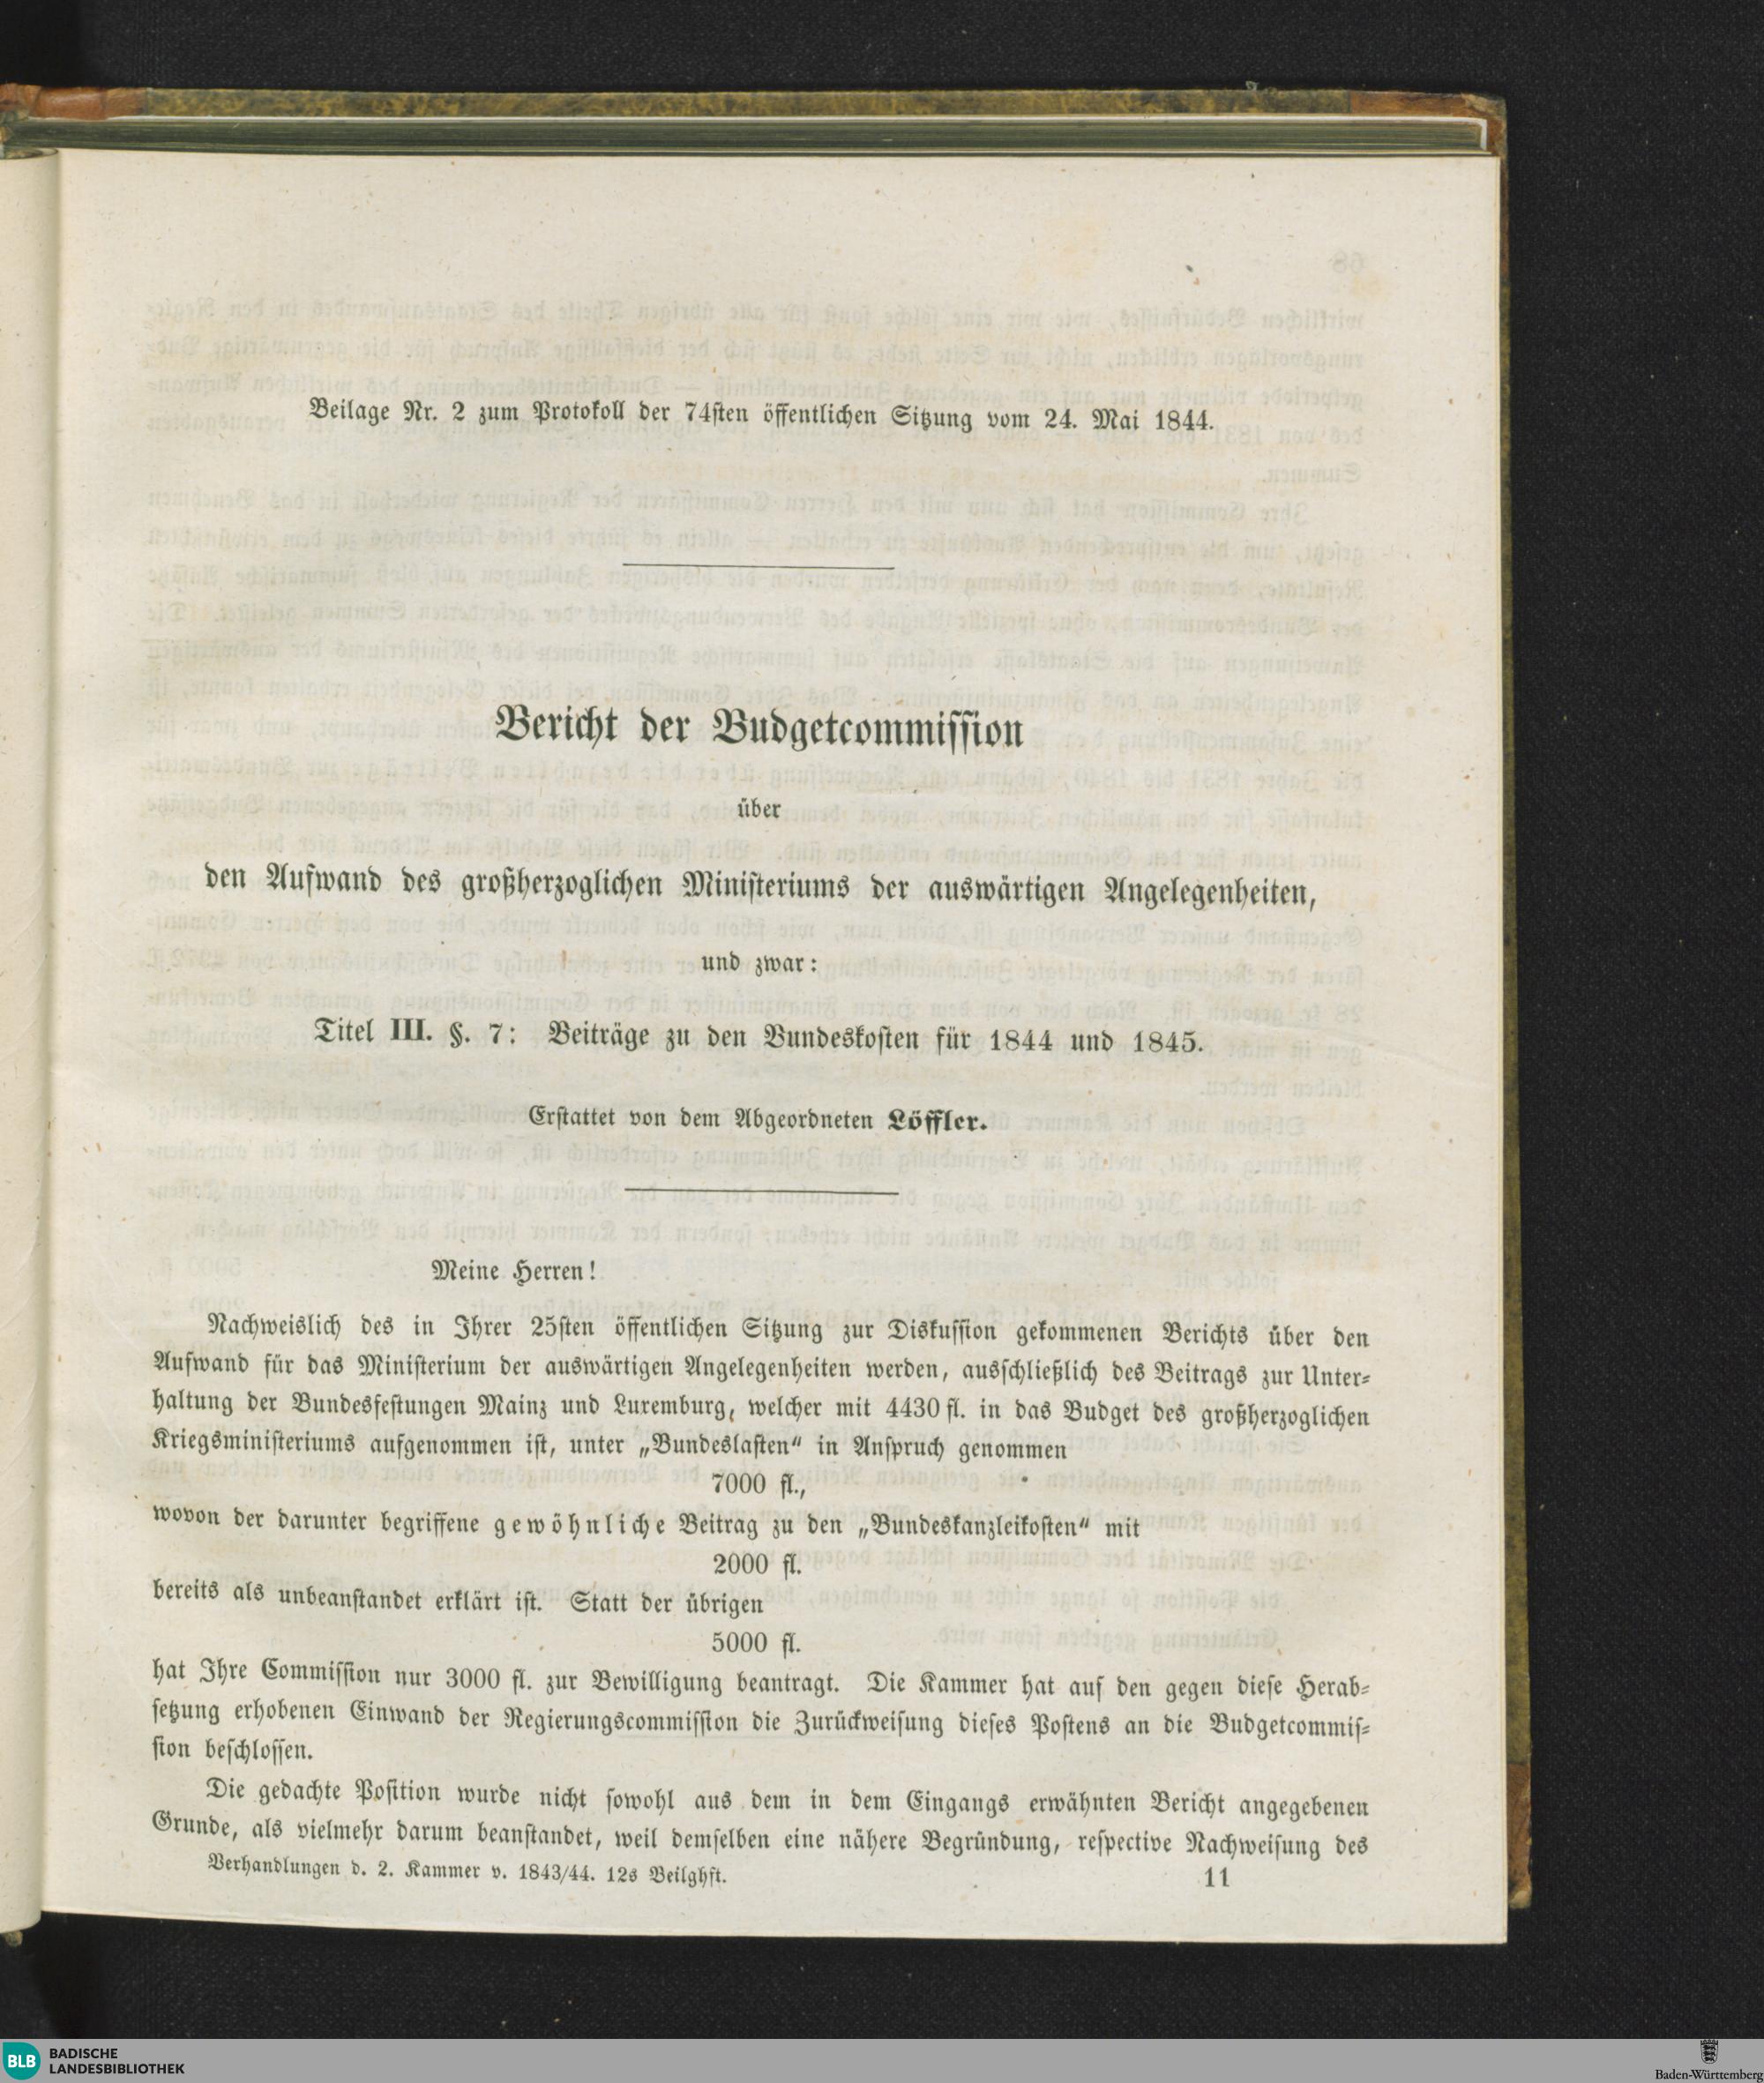 Beilage Nr. 2 zum Protokoll der 74sten öffentlichen Sitzung vom 24. Mai 1844.
Bericht der Budgetcommission
über
den Aufwand des großherzoglichen Ministeriums der auswärtigen Angelegenheiten,
und zwar:
Titel III. §. 7: Beiträge zu den Bundeskosten für 1844 und 1845.
Erstattet von dem Abgeordneten Löffler.
Meine Herren!
Nachweislich des in Ihrer 25sten öffentlichen Sitzung zur Diskussion gekommenen Berichts über den
Aufwand für das Ministerium der auswärtigen Angelegenheiten werden, ausschließlich des Beitrags zur Unter-
haltung der Bundesfestungen Mainz und Luxemburg, welcher mit 4430 fl. in das Budget des großherzoglichen
Kriegsministeriums aufgenommen ist, unter „Bundeslasten“ in Anspruch genommen
7000 fl.,
wovon der darunter begriffene gewöhnliche Beitrag zu den „Bundeskanzleikosten“ mit
2000 fl.
bereits als unbeanstandet erklärt ist. Statt der übrigen
5000 fl.
hat Ihre Commission nur 3000 fl. zur Bewilligung beantragt. Die Kammer hat auf den gegen diese Herab-
setzung erhobenen Einwand der Regierungscommission die Zurückweisung dieses Postens an die Budgetcommis-
sion beschlossen.
Die gedachte Position wurde nicht sowohl aus dem in dem Eingangs erwähnten Bericht angegebenen
Grunde, als vielmehr darum beanstandet, weil demselben eine nähere Begründung, respective Nachweisung des
Verhandlungen d. 2. Kammer v. 1843/44. 12s Beilghft.
11
BLB BADISCHE
LANDESBIBLIOTHEK
Baden-Württemberg